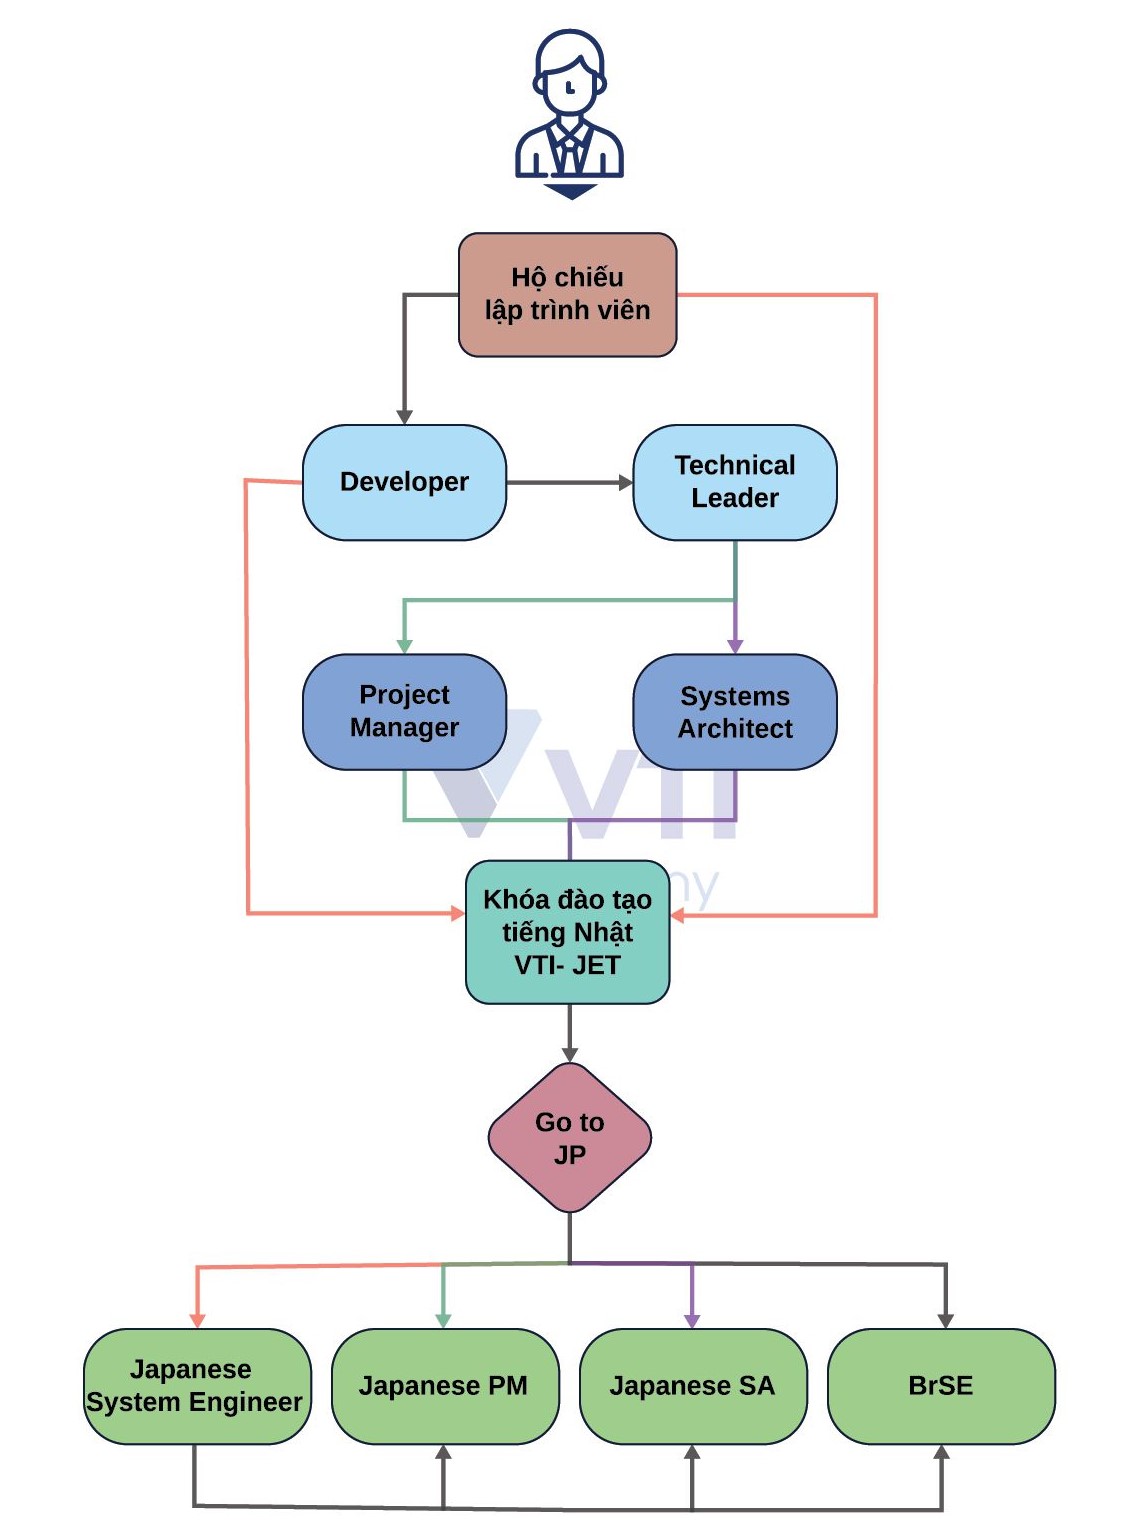 Hộ chiếu
lập trình viên
Developer
Technical
Leader
Project
Manager
Systems
Architect
VTI
Khóa đào tạo
tiếng Nhật
VTI- JET
Go to
JP
Japanese
System Engineer
Japanese PM
Japanese SA
BrSE